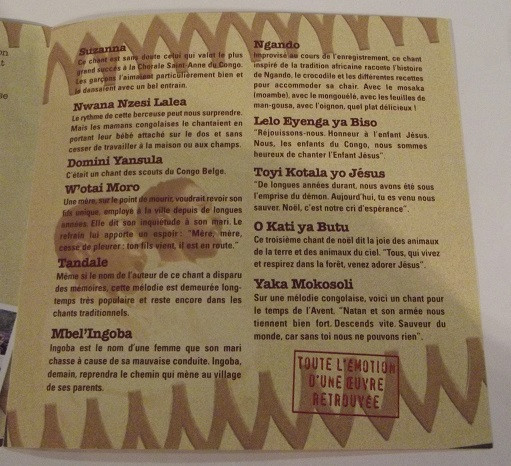 Suzanna
Ce chant est sans doute celui qui valut le plus
grand succès à la Chorale Saint-Anne du Congo.
Les garçons l'aimaient particulièrement bien et
le dansaient avec un bel entrain.
Nwana Nzesi Lalea
Le rythme de cette berceuse peut nous surprendre.
Mais les mamans congolaises le chantaient en
portant leur bébé attaché sur le dos et sans
cesser de travailler à la maison ou aux champs.
Domini Yansula
C'était un chant des scouts du Congo Belge.
W'otai Moro
Une mère, sur le point de mourir, voudrait revoir son
fils unique, employé à la ville depuis de longues
années. Elle dit son inquiétude à son mari. Le
refrain lui apporte un espoir: "Mère, mère,
cesse de pleurer: ton fils vient, il est en route."
Tandale
Même si le nom de l'auteur de ce chant a disparu
des mémoires, cette mélodie est demeurée long-
temps très populaire et reste encore dans les
chants traditionnels.
Mbel'Ingoba
Ingoba est le nom d'une femme que son mari
chasse à cause de sa mauvaise conduite. Ingoba,
demain, reprendra le chemin qui mène au village
de ses parents.
Ngando
Improvisé au cours de l'enregistrement, ce chant
inspiré de la tradition africaine raconte l'histoire
de Ngando, le crocodile et les différentes recettes
pour accommoder sa chair. Avec le mosaka
(mombe), avec le mongouélé, avec les feuilles de
man-gousa, avec l'oignon, quel plat délicieux !
Lelo Eyenga ya Biso
"Réjouissons-nous. Honneur à l'enfant Jésus.
Nous, les enfants du Congo, nous sommes
heureux de chanter l'Enfant Jésus".
Toyi Kotala yo Jésus
"De longues années durant, nous avons été sous
l'emprise du démon. Aujourd'hui, tu es venu nous
sauver. Noël, c'est notre cri d'espérance".
O Kati ya Butu
Ce troisième chant de noël dit la joie des animaux
de la terre et des animaux du ciel. "Tous, qui vivez
et respirez dans la forêt, venez adorer Jésus".
Yaka Mokosoli
Sur une mélodie congolaise, voici un chant pour
le temps de l'Avent. "Natan et son armée nous
tiennent bien fort. Descends vite. Sauveur du
monde, car sans toi nous ne pouvons rien".
TOUTE L'ÉMOTION
D'UNE ŒUVRE
RETROUVÉE